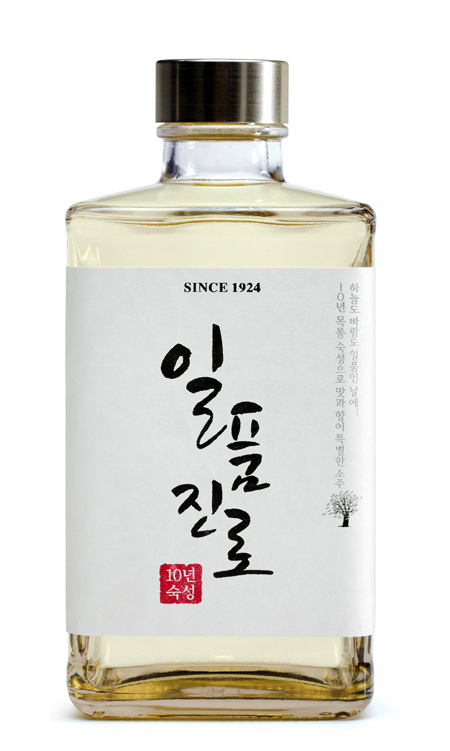 SINCE 1924
하늘도 바람도 일품인 날에...
10년 목통 숙성으로 맛과 향이 특별한 소주
일품
진로
10년
숙성